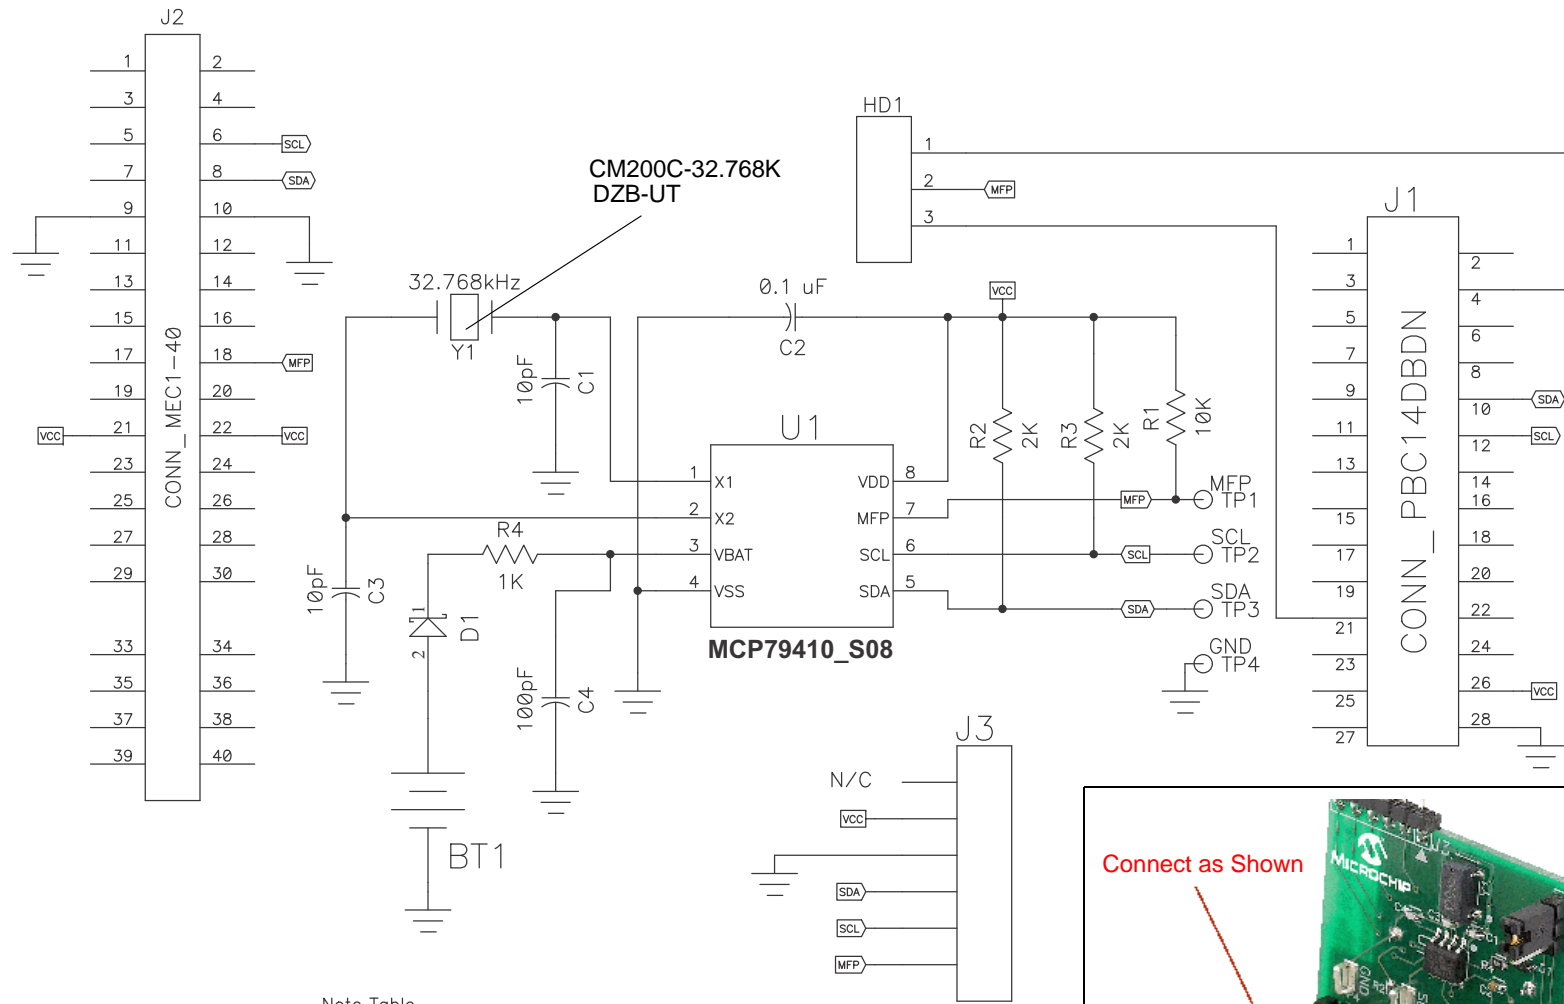 J2
CONN_MEC1-40
1 2
3 4
5 6 SCL
7 8 SDA
9 10
11 12
13 14
15 16
17 18 MFP
19 20
VCC 21 22 VCC
23 24
25 26
27 28
29 30
33 34
35 36
37 38
39 40
CM200C-32.768K
DZB-UT
32.768kHz
Y1
10pF C1
10pF C3
0.1 uF
C2
VCC
HD1
1
2 MFP
3
U1
1 X1
2 X2
3 VBAT
4 VSS
VDD 8
MFP 7
SCL 6
SDA 5
MCP79410_S08
R4
1K
1
2
D1
100pF C4
BT1
R2 2K
R3 2K
R1 10K
MFP
MFP TP1
SCL
SCL TP2
SDA
SDA TP3
GND
TP4
J1
CONN_PBC14DBDN
1 2
3 4
5 6
7 8
9 10 SDA
11 12 SCL
13 14
15 16
17 18
19 20
21 22
23 24
25 26 VCC
27 28
J3
N/C
VCC
SDA
SCL
MFP
Connect as Shown
MICROCHIP
GND
Note Table